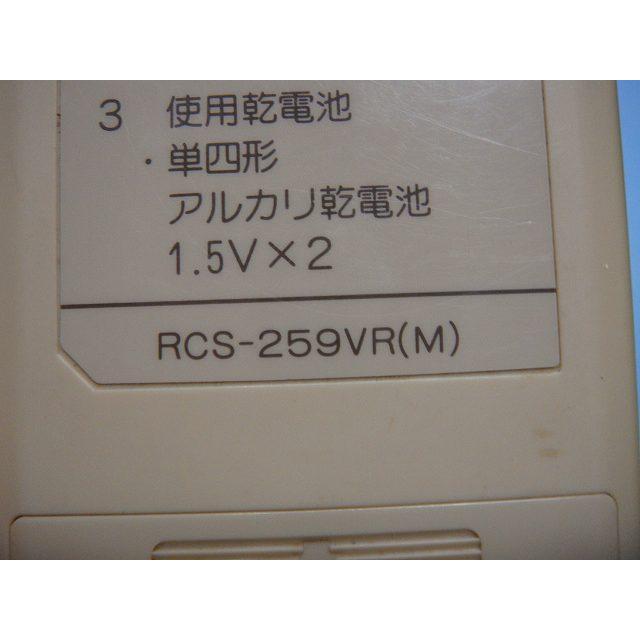 3 使用乾電池
・単四形
アルカリ乾電池
1.5V×2
RCS-259VR(M)